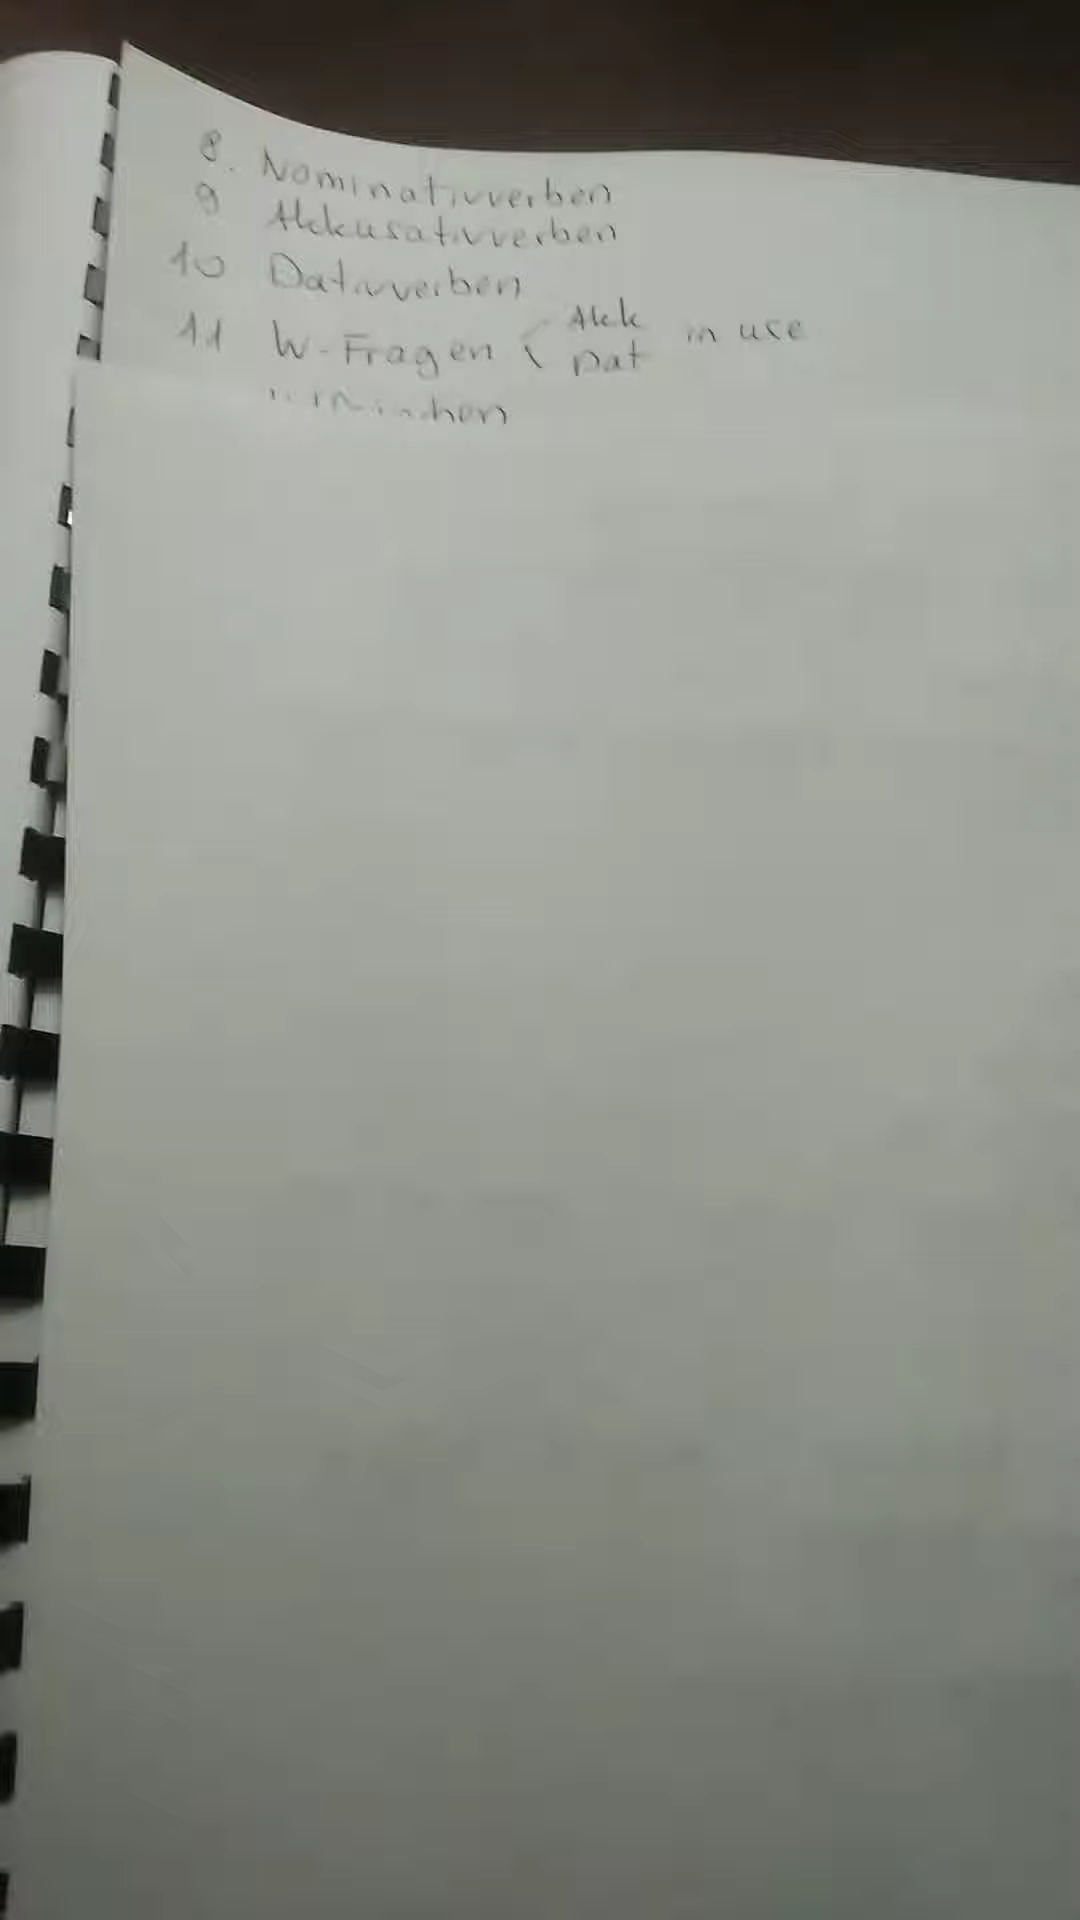 8. Nominativverben
9 Akkusativverben
10 Dativverben
11 W-Fragen { Akk Dat in use